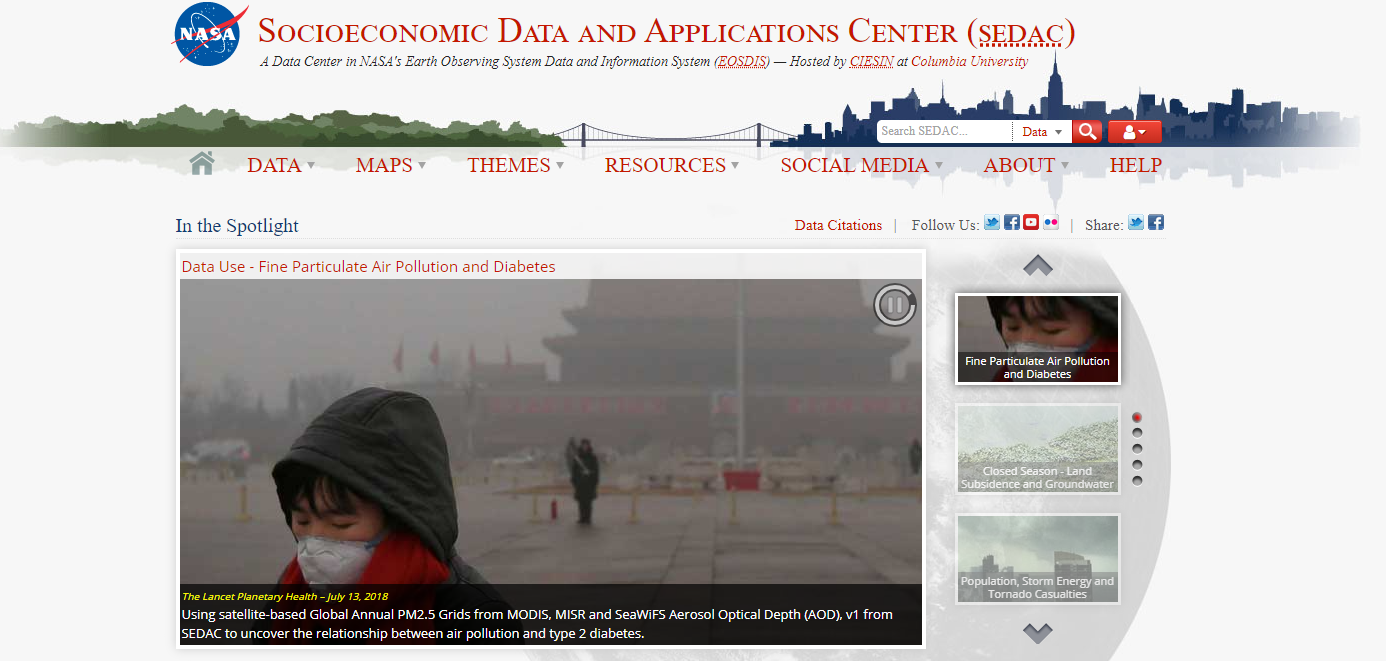 NASA
SOCIOECONOMIC DATA AND APPLICATIONS CENTER (SEDAC)
A Data Center in NASA's Earth Observing System Data and Information System (EOSDIS) — Hosted by CIESIN at Columbia University
Search SEDAC...
Data
DATA MAPS THEMES RESOURCES SOCIAL MEDIA ABOUT HELP
In the Spotlight
Data Citations | Follow Us: | Share:
Data Use - Fine Particulate Air Pollution and Diabetes
The Lancet Planetary Health – July 13, 2018
Using satellite-based Global Annual PM2.5 Grids from MODIS, MISR and SeaWiFS Aerosol Optical Depth (AOD), v1 from
SEDAC to uncover the relationship between air pollution and type 2 diabetes.
Fine Particulate Air Pollution
and Diabetes
Closed Season - Land
Subsidence and Groundwater
Population, Storm Energy and
Tornado Casualties